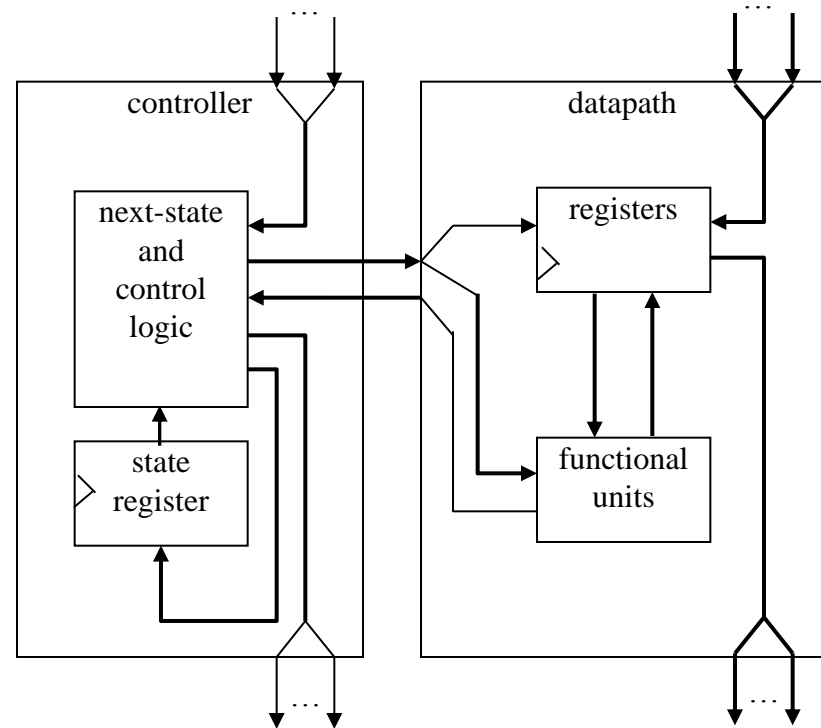 ...
...
controller
datapath
next-state
and
control
logic
registers
state
register
functional
units
...
...